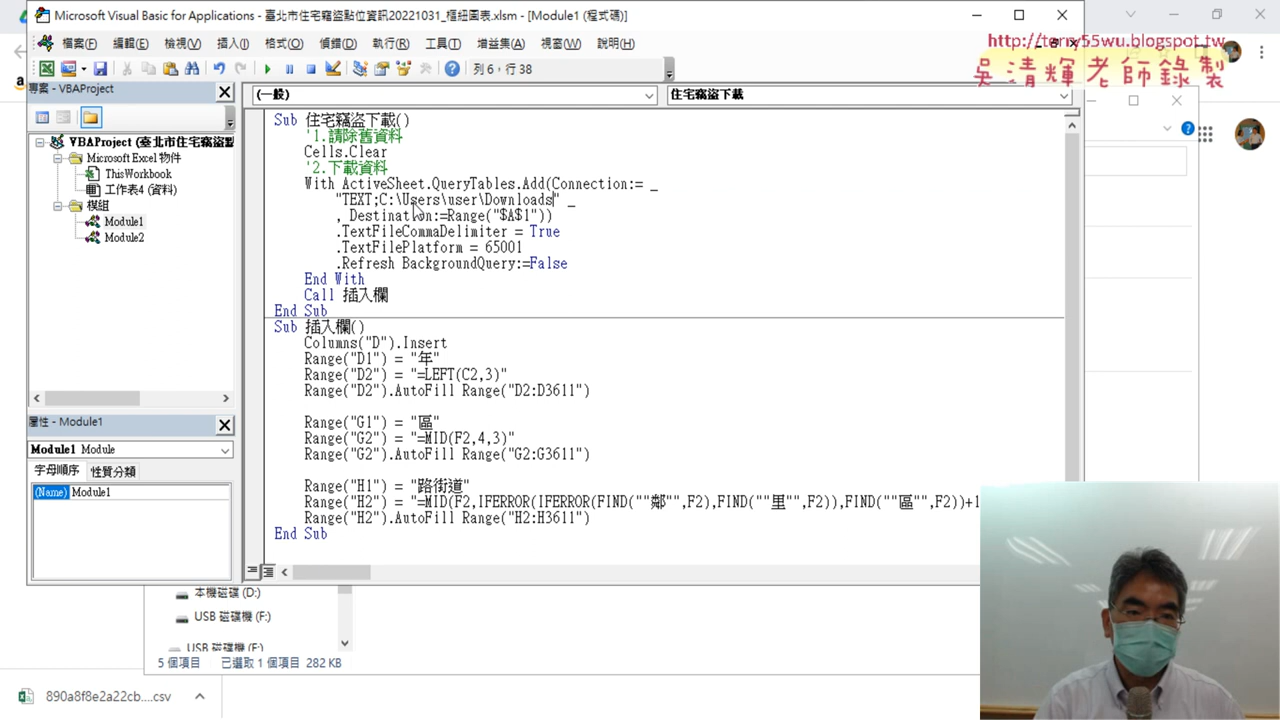 Microsoft Visual Basic for Applications - 臺北市住宅竊盜點位資訊20221031_樞紐圖表.xlsm - [Module1 (程式碼)]
http://terry55wu.blogspot.tw
吳清輝老師錄製
檔案(F) 編輯(E) 檢視(V) 插入(I) 格式(O) 偵錯(D) 執行(R) 工具(T) 增益集(A) 視窗(W) 說明(H)
列 6，行 38
專案 - VBAProject
(一般)
住宅竊盜下載
VBAProject (臺北市住宅竊盜點
Microsoft Excel 物件
ThisWorkbook
工作表4 (資料)
模組
Module1
Module2
Sub 住宅竊盜下載()
'1.請除舊資料
Cells.Clear
'2.下載資料
With ActiveSheet.QueryTables.Add(Connection:= _
"TEXT;C:\Users\user\Downloads" _
, Destination:=Range("$A$1"))
.TextFileCommaDelimiter = True
.TextFilePlatform = 65001
.Refresh BackgroundQuery:=False
End With
Call 插入欄
End Sub
Sub 插入欄()
Columns("D").Insert
Range("D1") = "年"
Range("D2") = "=LEFT(C2,3)"
Range("D2").AutoFill Range("D2:D3611")
Range("G1") = "區"
Range("G2") = "=MID(F2,4,3)"
Range("G2").AutoFill Range("G2:G3611")
Range("H1") = "路街道"
Range("H2") = "=MID(F2,IFERROR(IFERROR(FIND(""鄰"",F2),FIND(""里"",F2)),FIND(""區"",F2))+1
Range("H2").AutoFill Range("H2:H3611")
End Sub
屬性 - Module1
Module1 Module
字母順序 性質分類
(Name) Module1
本機磁碟 (D:)
USB 磁碟機 (F:)
USB 磁碟機 (F:)
5 個項目 已選取 1 個項目 282 KB
890a8f8e2a22cb....csv